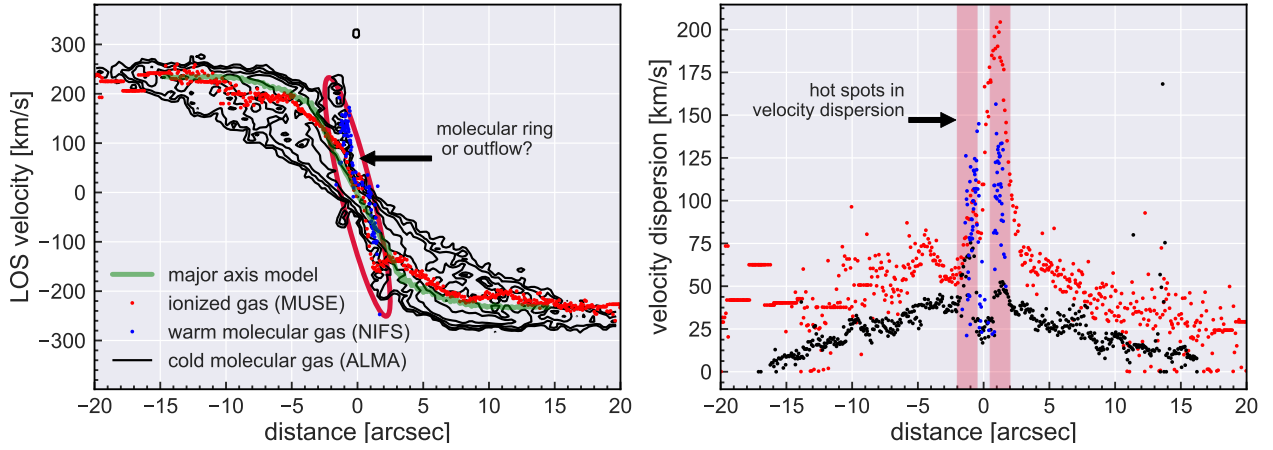 300
200
100
0
−100
−200
−300
LOS velocity [km/s]
molecular ring
or outflow?
major axis model
ionized gas (MUSE)
warm molecular gas (NIFS)
cold molecular gas (ALMA)
−20 −15 −10 −5 0 5 10 15 20
distance [arcsec]
200
175
150
125
100
75
50
25
0
velocity dispersion [km/s]
hot spots in
velocity dispersion
−20 −15 −10 −5 0 5 10 15 20
distance [arcsec]